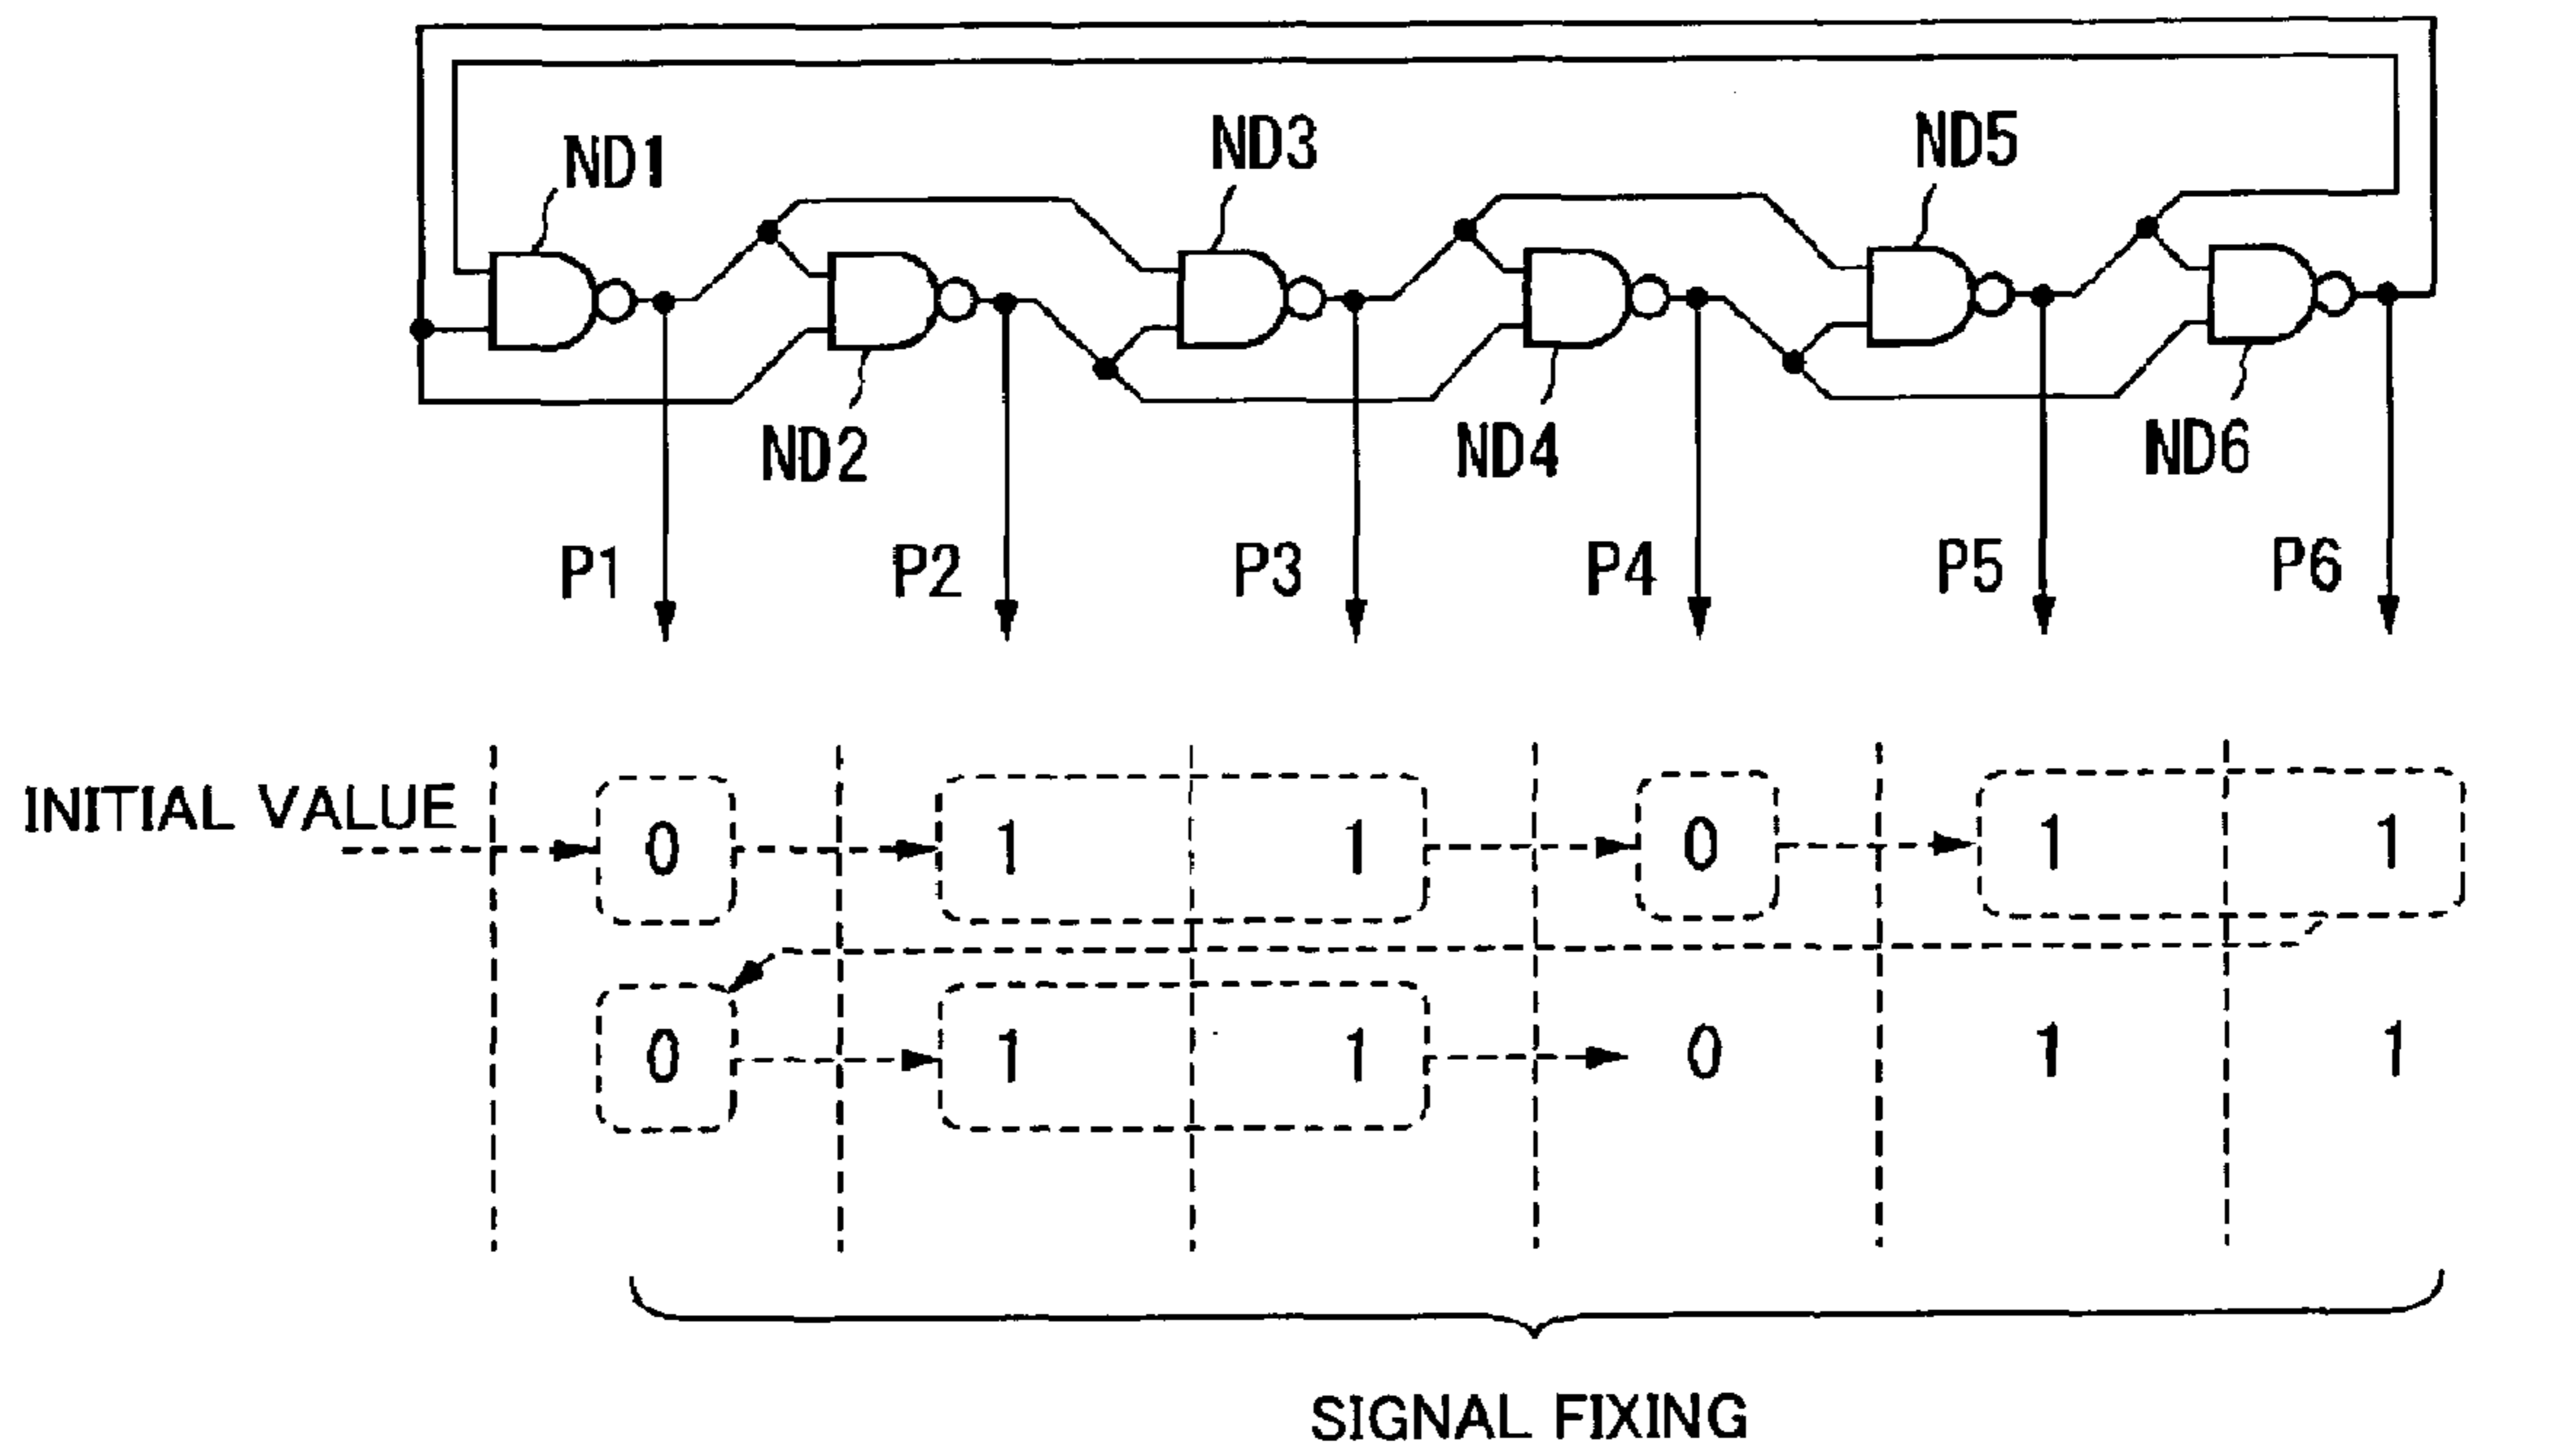 ND1
ND3
ND5
ND2
ND4
ND6
P1 P2 P3 P4 P5 P6
INITIAL VALUE
0 1 1 0 1 1
0 1 1 0 1 1
SIGNAL FIXING